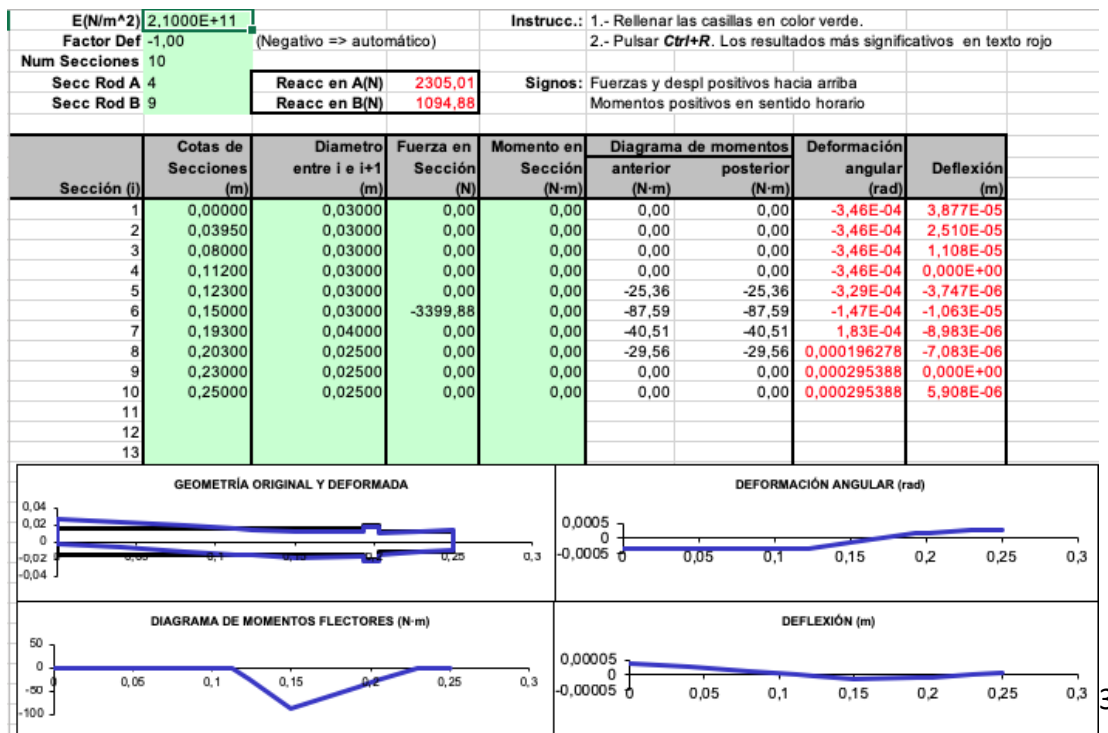 E(N/m^2) 2,1000E+11 Instrucc.: 1.- Rellenar las casillas en color verde.
Factor Def -1,00 (Negativo => automático) 2.- Pulsar Ctrl+R. Los resultados más significativos en texto rojo
Num Secciones 10
Secc Rod A 4 Reacc en A(N) 2305,01 Signos: Fuerzas y despl positivos hacia arriba
Secc Rod B 9 Reacc en B(N) 1094,88 Momentos positivos en sentido horario
Cotas de Diametro Fuerza en Momento en Diagrama de momentos Deformación
Secciones entre i e i+1 Sección Sección anterior posterior angular Deflexión
Sección (i) (m) (m) (N) (N·m) (N·m) (N·m) (rad) (m)
1 0,00000 0,03000 0,00 0,00 0,00 0,00 -3,46E-04 3,877E-05
2 0,03950 0,03000 0,00 0,00 0,00 0,00 -3,46E-04 2,510E-05
3 0,08000 0,03000 0,00 0,00 0,00 0,00 -3,46E-04 1,108E-05
4 0,11200 0,03000 0,00 0,00 0,00 0,00 -3,46E-04 0,000E+00
5 0,12300 0,03000 0,00 0,00 -25,36 -25,36 -3,29E-04 -3,747E-06
6 0,15000 0,03000 -3399,88 0,00 -87,59 -87,59 -1,47E-04 -1,063E-05
7 0,19300 0,04000 0,00 0,00 -40,51 -40,51 1,83E-04 -8,983E-06
8 0,20300 0,02500 0,00 0,00 -29,56 -29,56 0,000196278 -7,083E-06
9 0,23000 0,02500 0,00 0,00 0,00 0,00 0,000295388 0,000E+00
10 0,25000 0,02500 0,00 0,00 0,00 0,00 0,000295388 5,908E-06
11
12
13
GEOMETRÍA ORIGINAL Y DEFORMADA
0,04
0,02
0
-0,02
-0,04
0 0,05 0,1 0,15 0,2 0,25 0,3
DEFORMACIÓN ANGULAR (rad)
0,0005
0
-0,0005
0 0,05 0,1 0,15 0,2 0,25 0,3
DIAGRAMA DE MOMENTOS FLECTORES (N·m)
50
0
-50
-100
0 0,05 0,1 0,15 0,2 0,25 0,3
DEFLEXIÓN (m)
0,00005
0
-0,00005
0 0,05 0,1 0,15 0,2 0,25 0,3
3